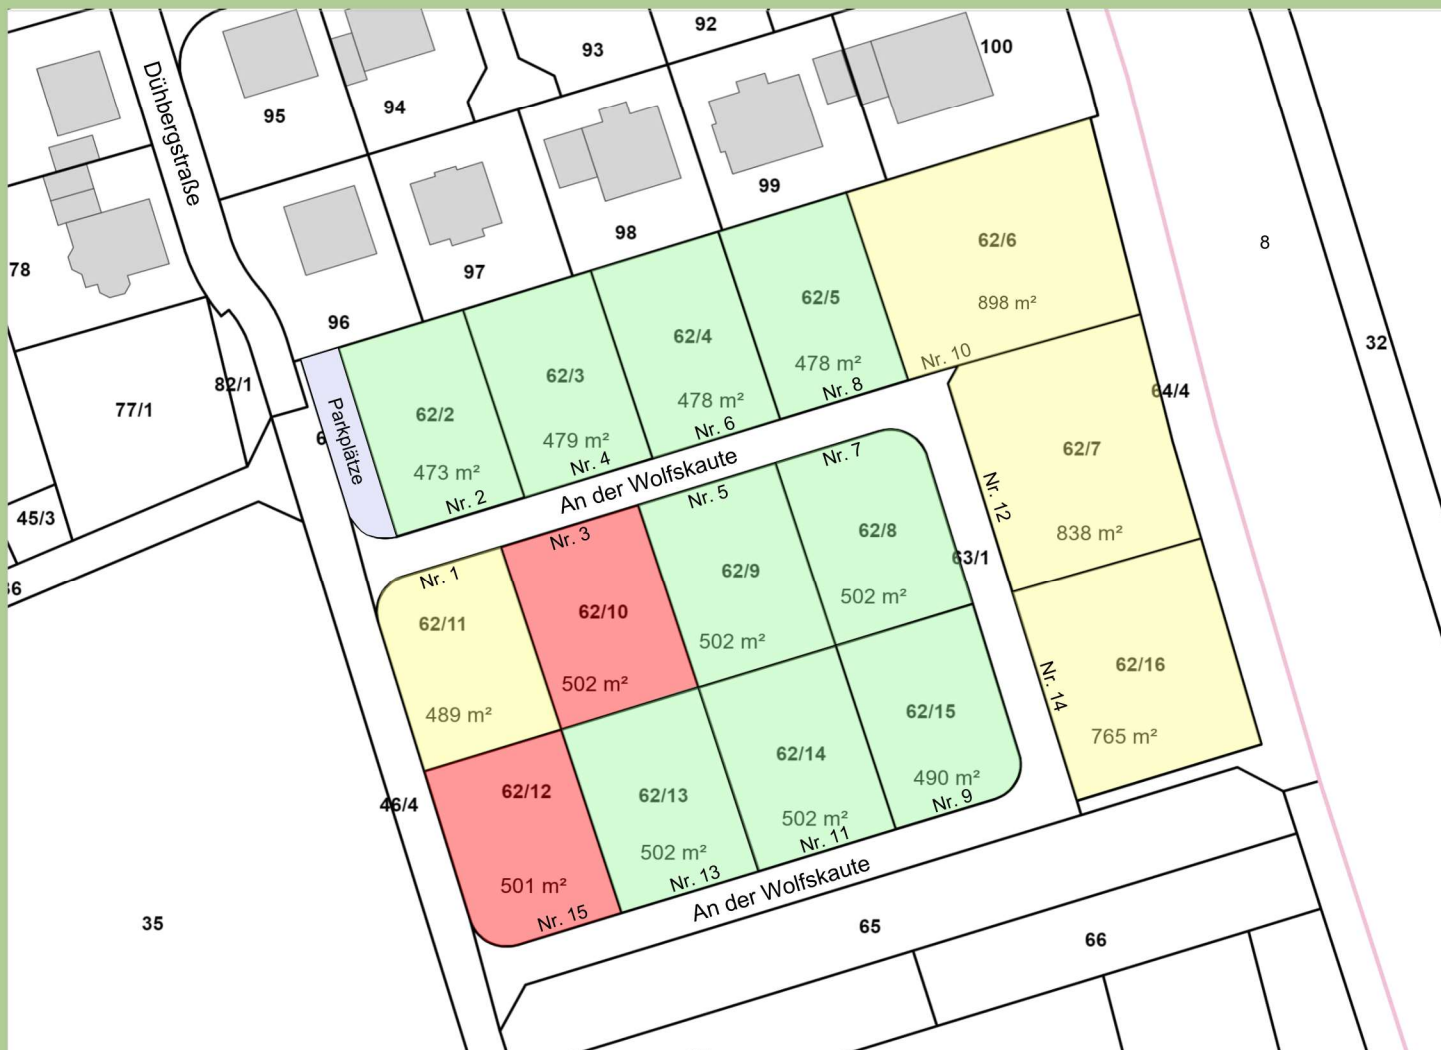 92
93
100
Dühbergstraße
95
94
99
98
8
62/6
97
78
62/5
898 m²
96
62/4
32
Nr. 10
478 m²
62/3
82/1
Nr. 8
64/4
478 m²
77/1
62/2
Parkplätze
Nr. 6
479 m²
62/7
Nr. 7
Nr. 4
473 m²
An der Wolfskaute
Nr. 5
Nr. 12
Nr. 2
45/3
62/8
838 m²
Nr. 3
63/1
62/9
Nr. 1
502 m²
62/10
62/11
502 m²
62/16
502 m²
Nr. 14
62/15
489 m²
765 m²
62/14
490 m²
62/12
62/13
Nr. 9
46/4
502 m²
Nr. 11
502 m²
501 m²
Nr. 13
An der Wolfskaute
Nr. 15
35
65
66